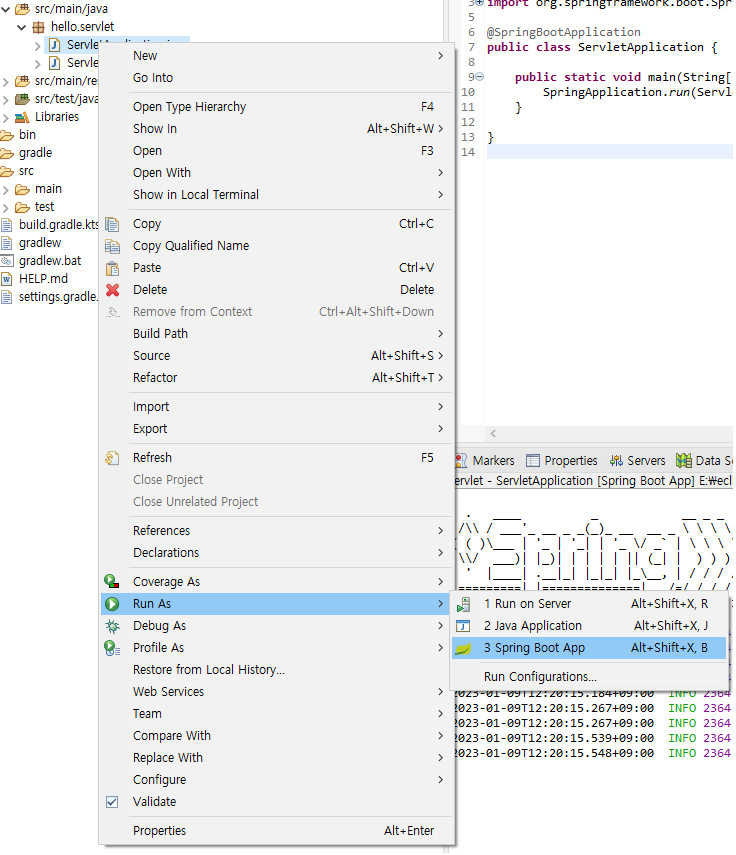 src/main/java
hello.servlet
Servlet
src/main/re
src/test/java
Libraries
bin
gradle
src
main
test
build.gradle.kts
gradlew
gradlew.bat
HELP.md
settings.gradle.
New
Go Into
Open Type Hierarchy F4
Show In Alt+Shift+W >
Open F3
Open With
Show in Local Terminal
Copy Ctrl+C
Copy Qualified Name
Paste Ctrl+V
Delete Delete
Remove from Context Ctrl+Alt+Shift+Down
Build Path
Source Alt+Shift+S >
Refactor Alt+Shift+T >
Import
Export
Refresh F5
Close Project
Close Unrelated Project
References
Declarations
Coverage As
Run As
Debug As
Profile As
Restore from Local History...
Web Services
Team
Compare With
Replace With
Configure
Validate
Properties Alt+Enter
1 Run on Server Alt+Shift+X, R
2 Java Application Alt+Shift+X, J
3 Spring Boot App Alt+Shift+X, B
Run Configurations...
3 import org.springframework.boot.Spr
5
6 @SpringBootApplication
7 public class ServletApplication {
8
9 public static void main(String[
10 SpringApplication.run(Servl
11 }
12
13 }
14
Markers Properties Servers Data S
ervlet - ServletApplication [Spring Boot App] E:₩ecl
2023-01-09T12:20:15.184+09:00 INFO 2364
2023-01-09T12:20:15.267+09:00 INFO 2364
2023-01-09T12:20:15.267+09:00 INFO 2364
2023-01-09T12:20:15.539+09:00 INFO 2364
2023-01-09T12:20:15.548+09:00 INFO 2364